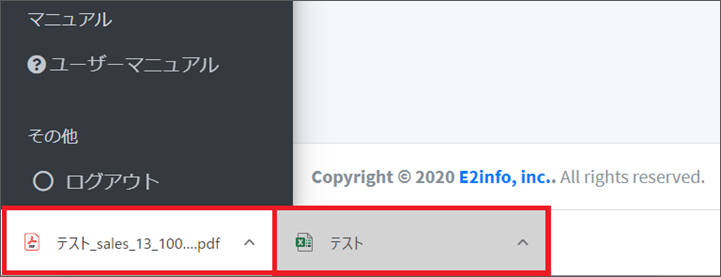 マニュアル
ユーザーマニュアル
その他
ログアウト
Copyright © 2020 E2info, inc.. All rights reserved.
テスト_sales_13_100....pdf
テスト